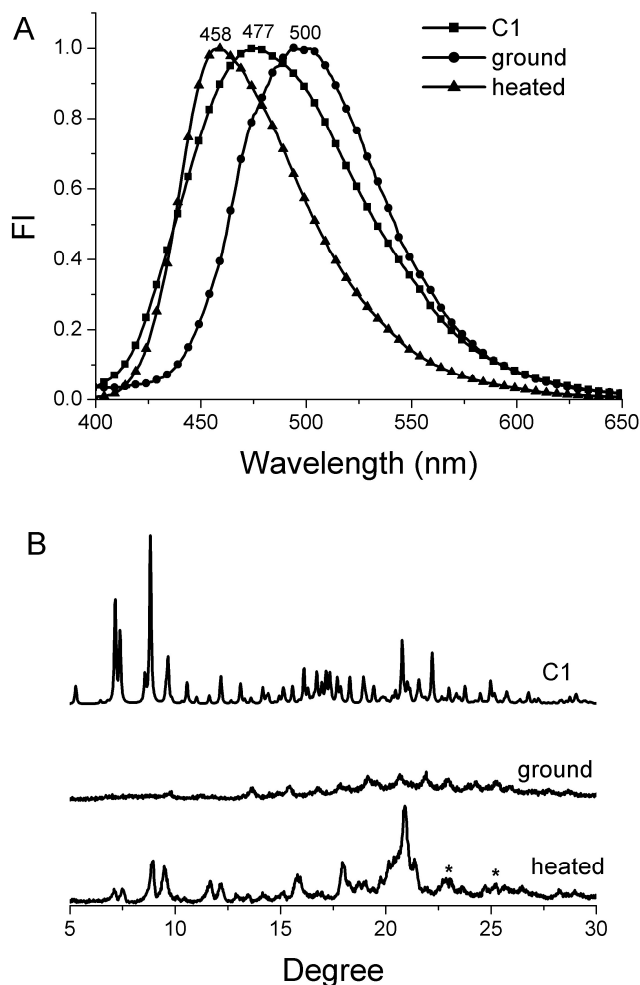 A
458 477 500
C1
ground
heated
1.0
0.8
0.6
0.4
0.2
0.0
FI
400 450 500 550 600 650
Wavelength (nm)
B
C1
ground
heated
* *
5 10 15 20 25 30
Degree